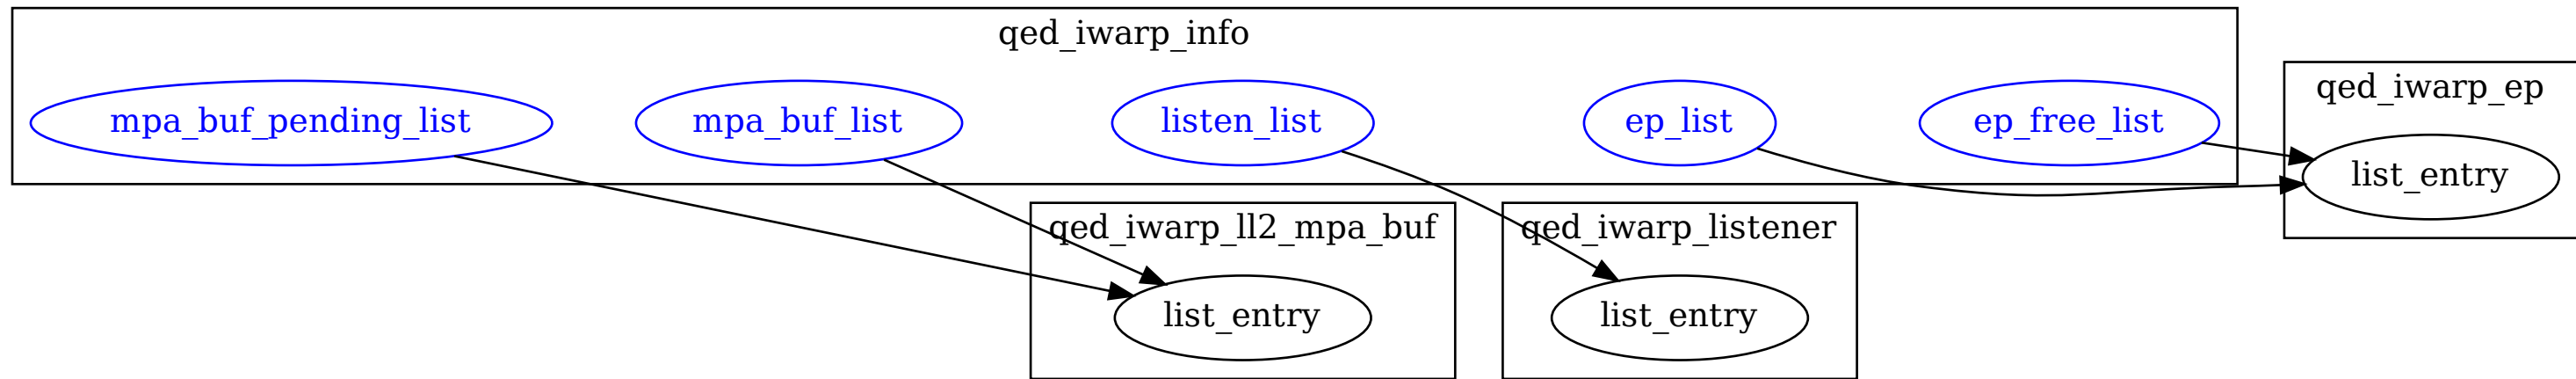 qed_iwarp_info
mpa_buf_pending_list
mpa_buf_list
listen_list
ep_list
ep_free_list
qed_iwarp_ep
list_entry
qed_iwarp_ll2_mpa_buf
list_entry
qed_iwarp_listener
list_entry